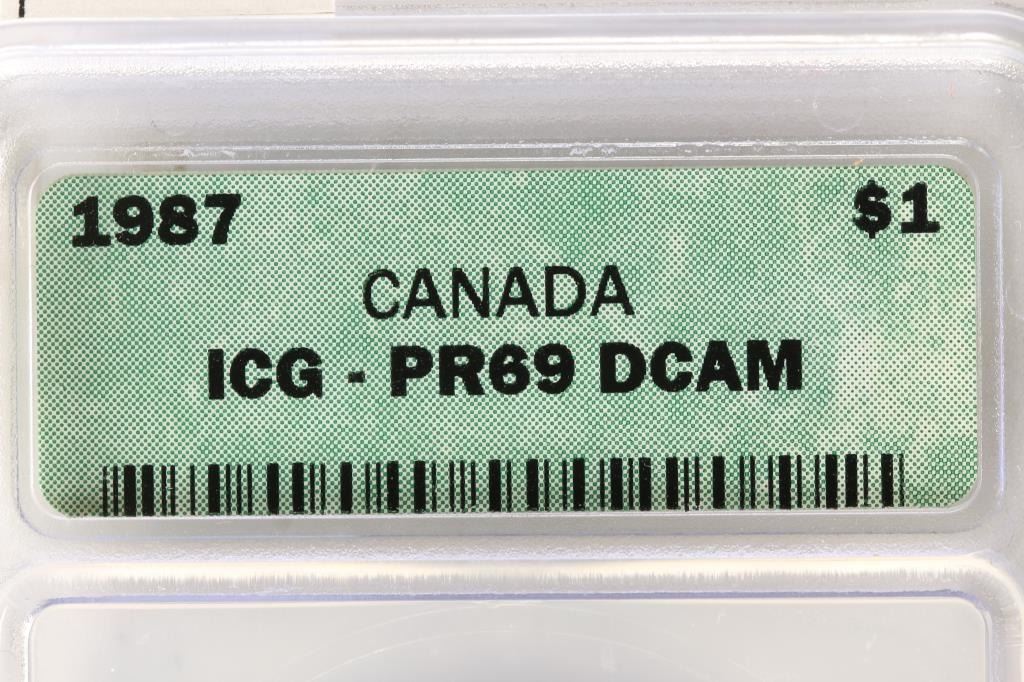 1987 $1
CANADA
ICG - PR69 DCAM